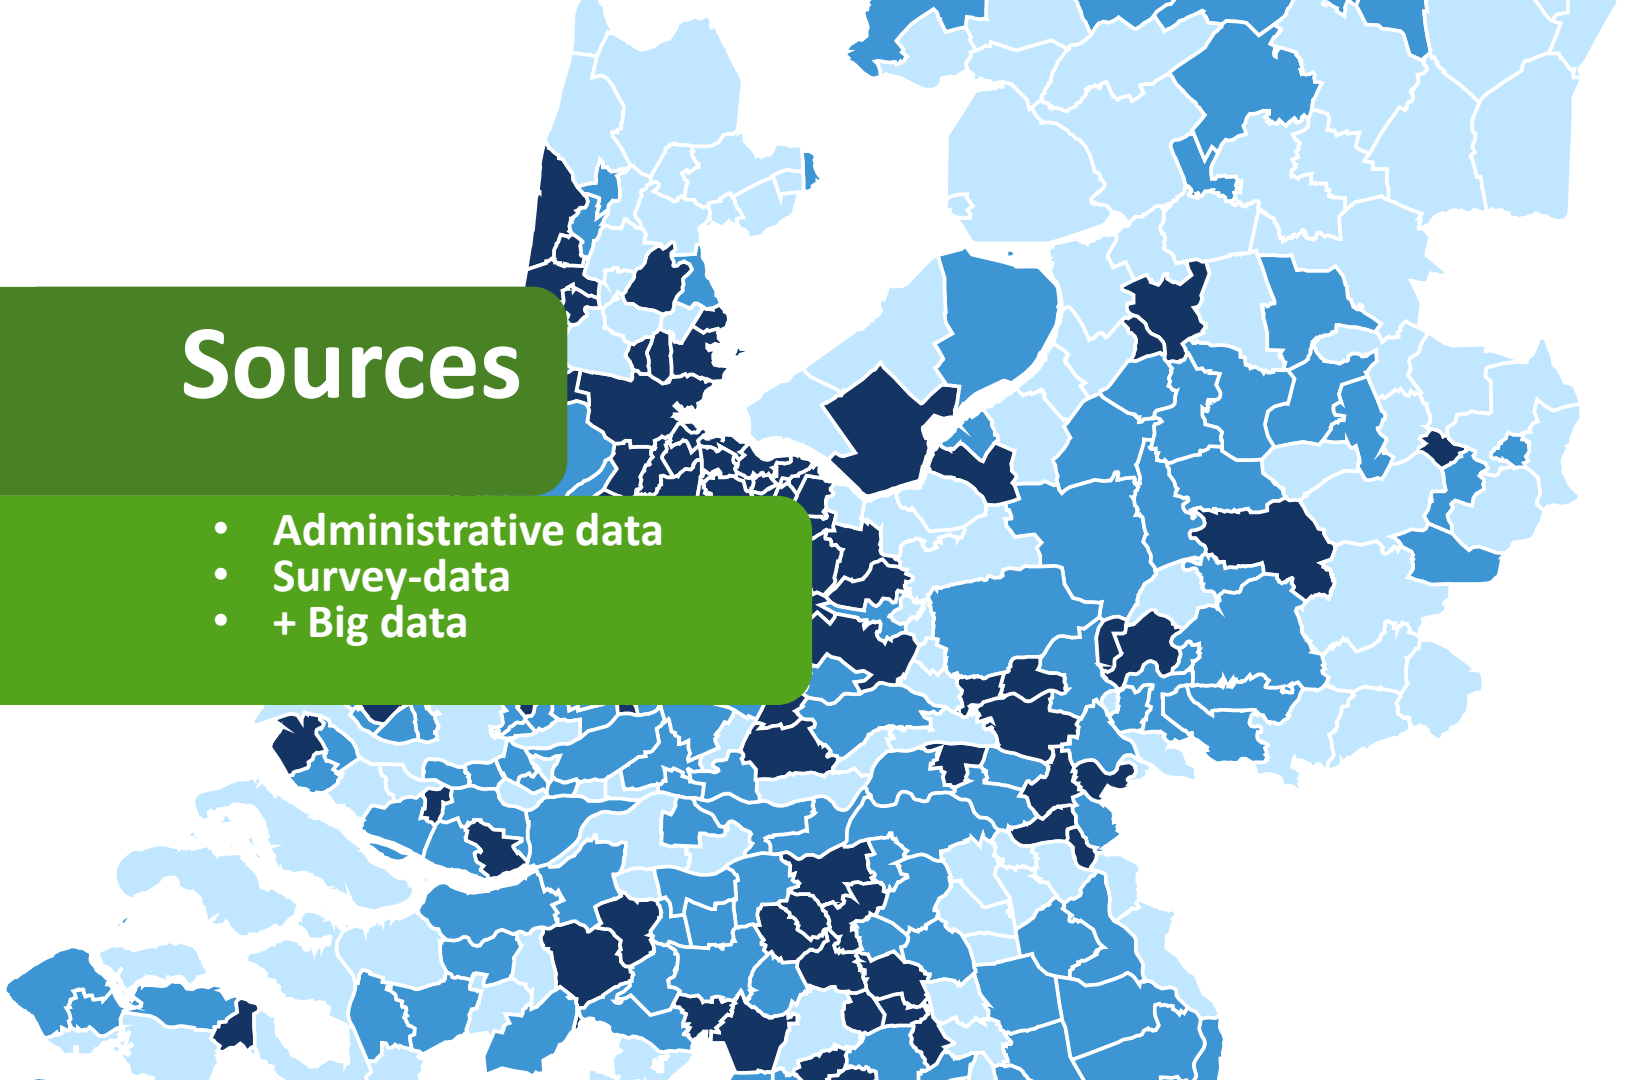 Sources
• Administrative data
• Survey-data
• + Big data